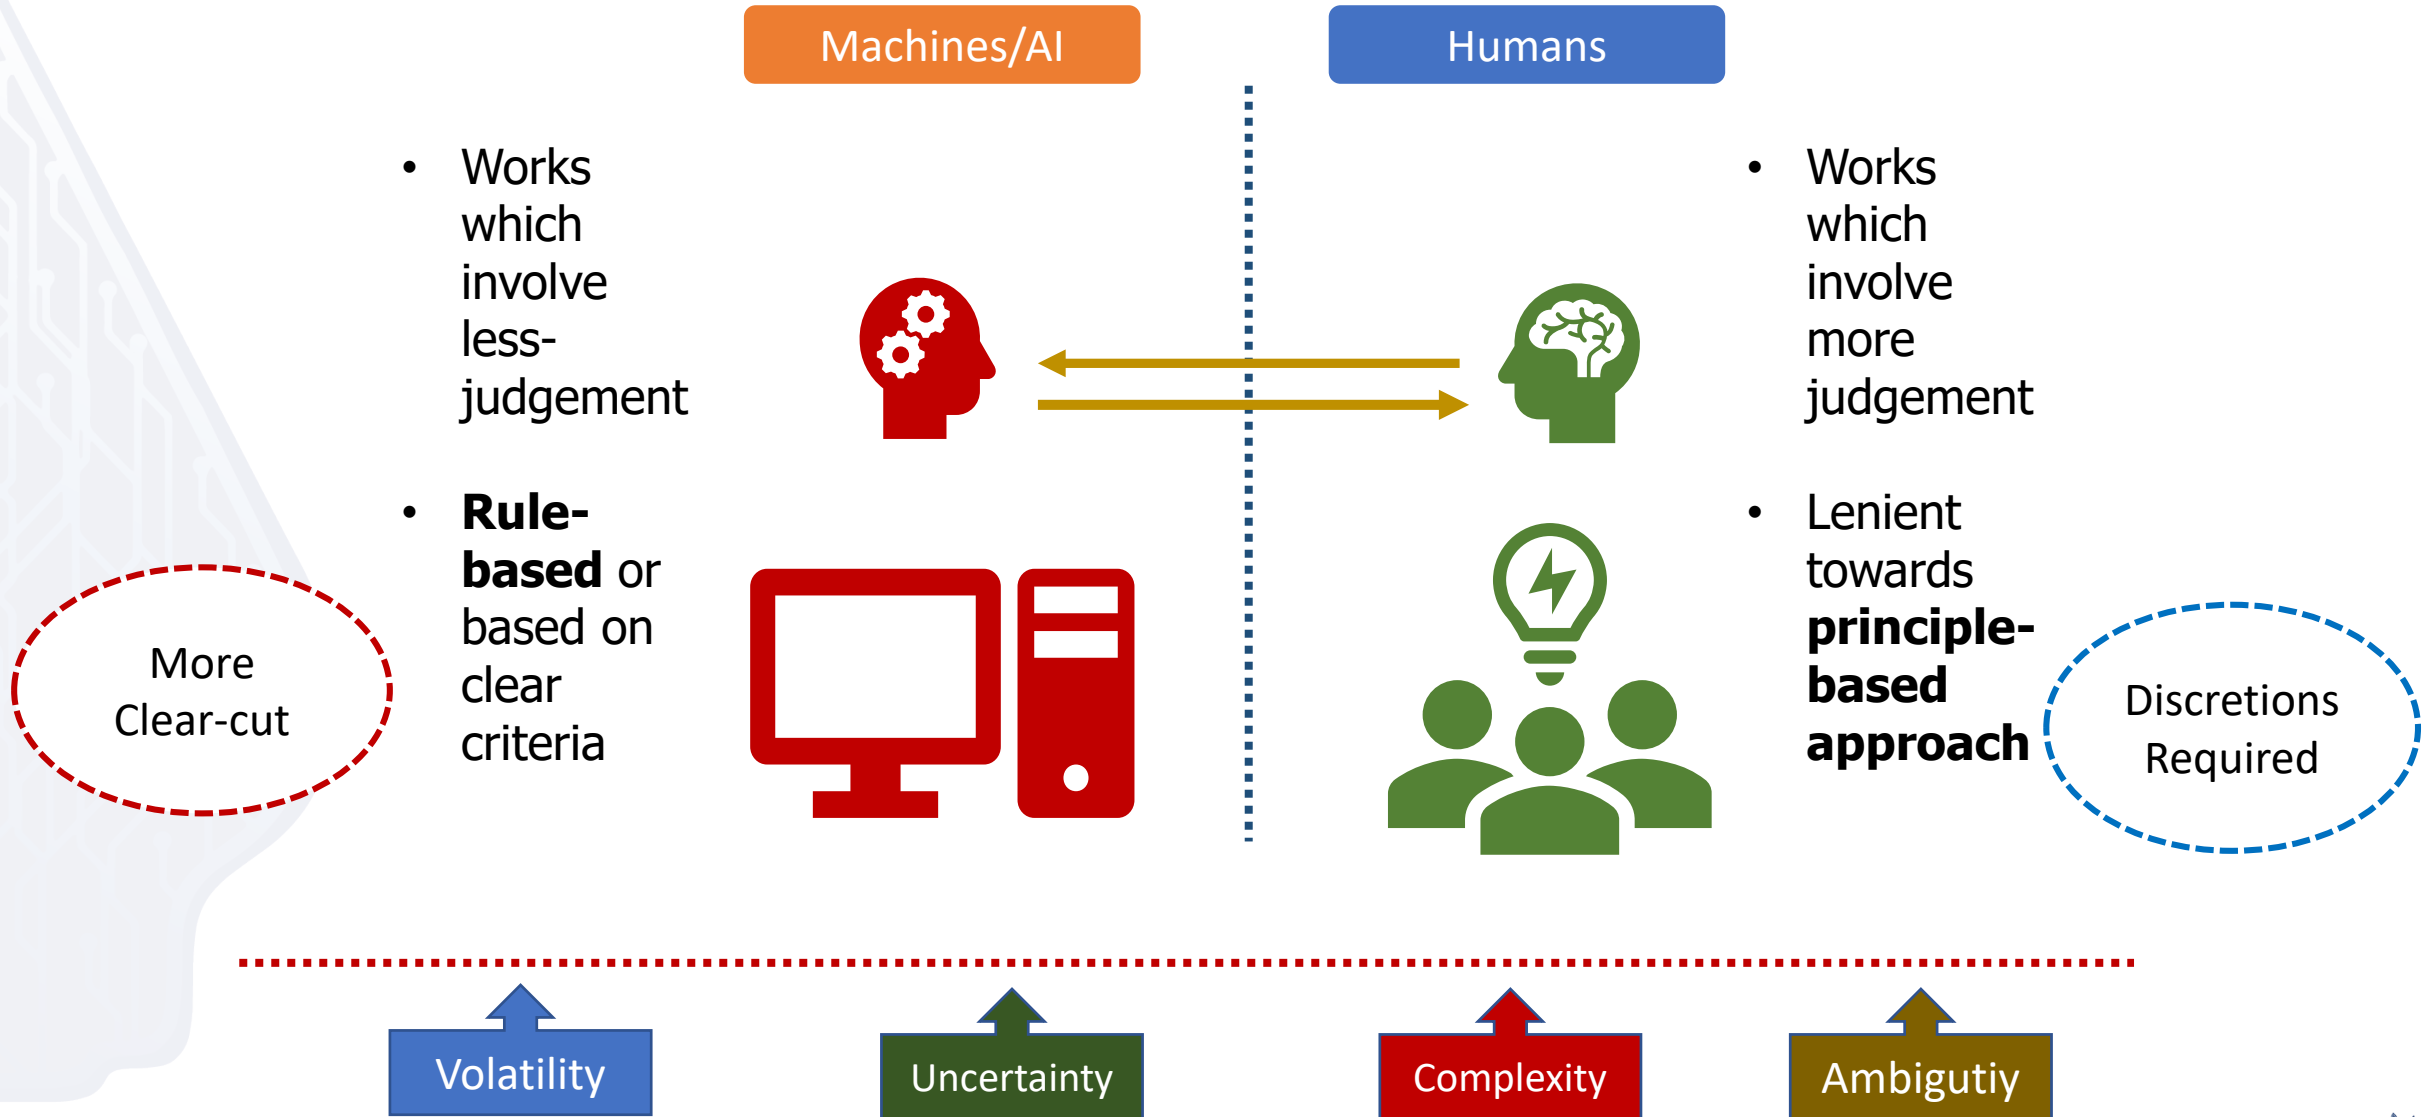 Machines/AI
Humans
• Works
which
involve
less-
judgement
• Rule-
based or
based on
clear
criteria
More
Clear-cut
• Works
which
involve
more
judgement
• Lenient
towards
principle-
based
approach
Discretions
Required
Volatility
Uncertainty
Complexity
Ambigutiy